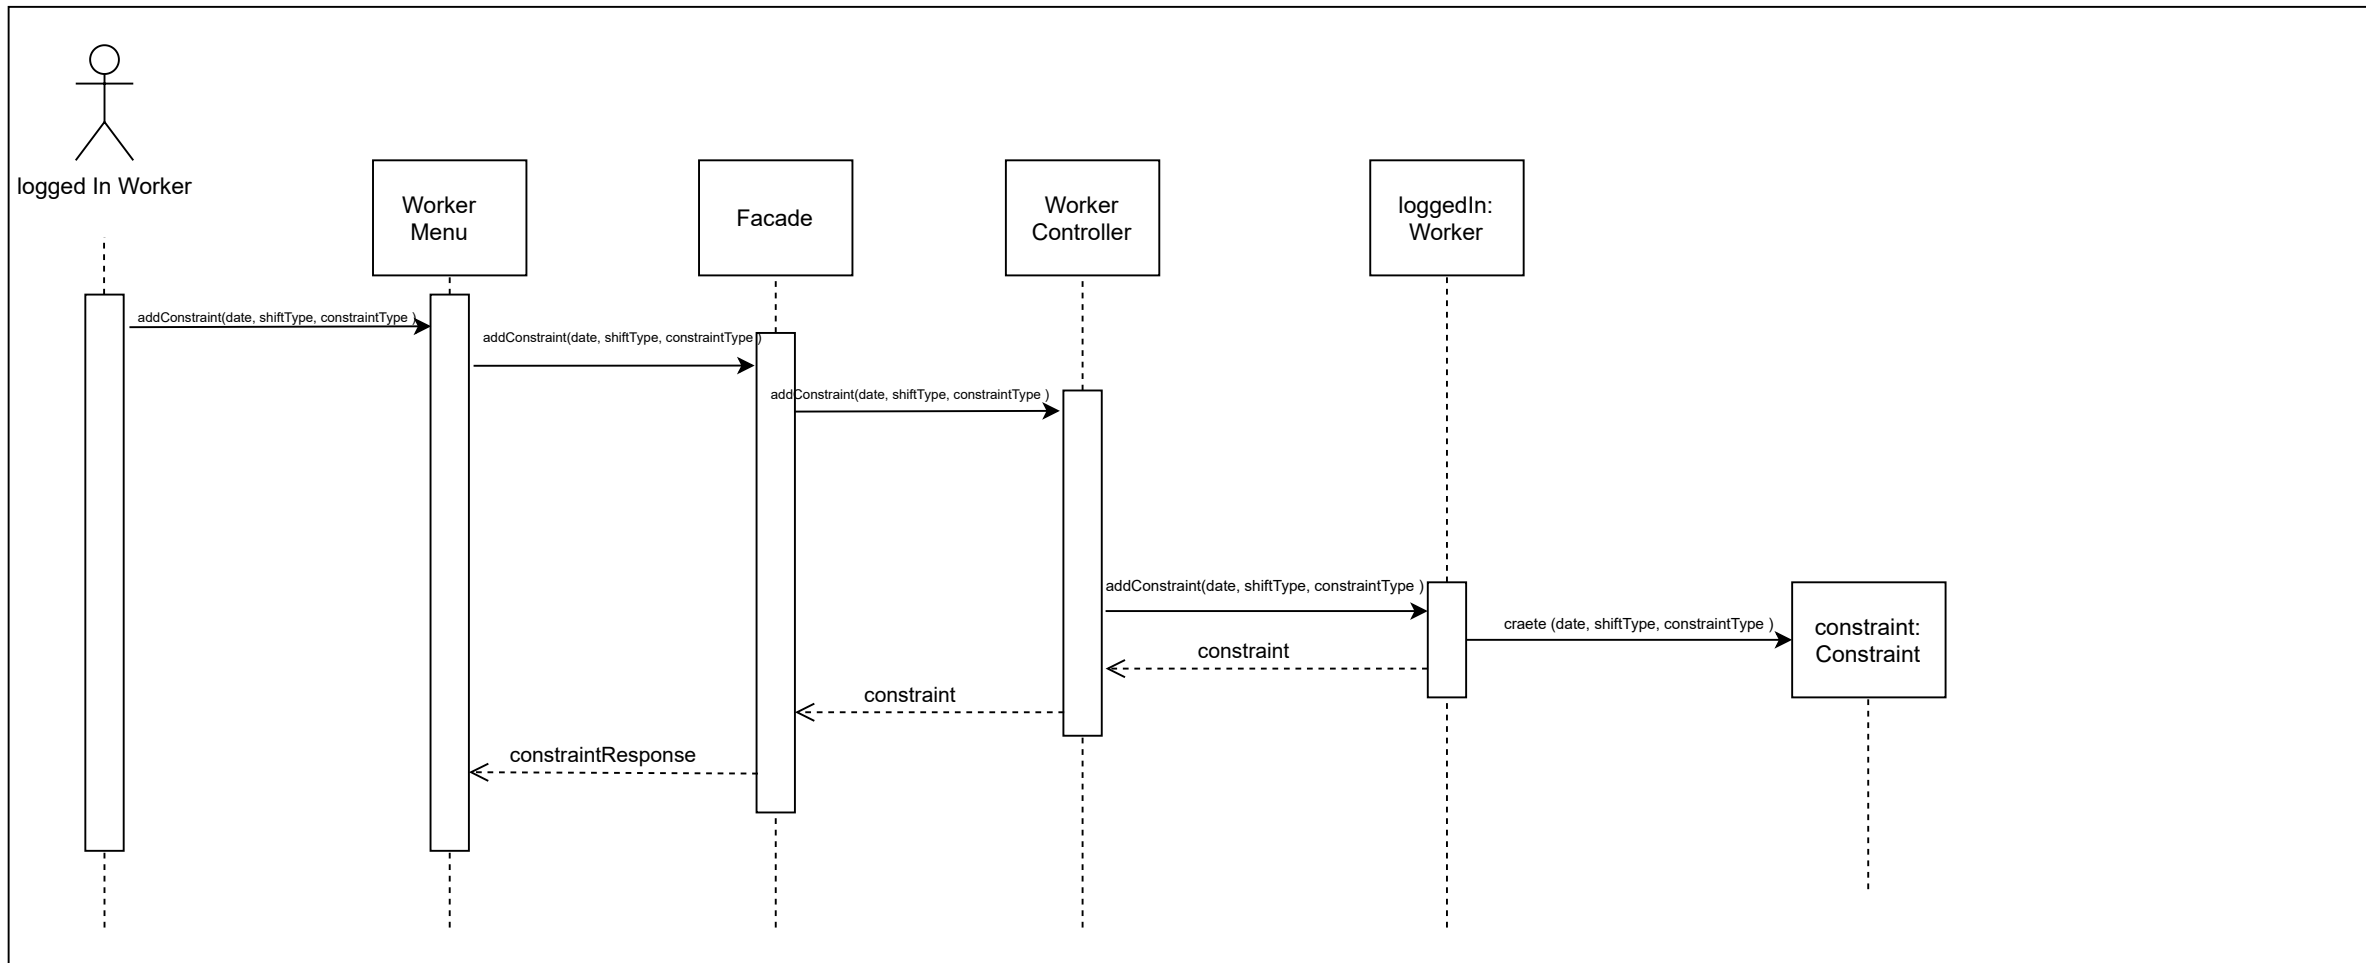 logged In Worker
Worker
Menu
Facade
Worker
Controller
loggedIn:
Worker
addConstraint(date, shiftType, constraintType )
addConstraint(date, shiftType, constraintType )
addConstraint(date, shiftType, constraintType )
addConstraint(date, shiftType, constraintType )
craete (date, shiftType, constraintType )
constraint:
Constraint
constraint
constraint
constraintResponse